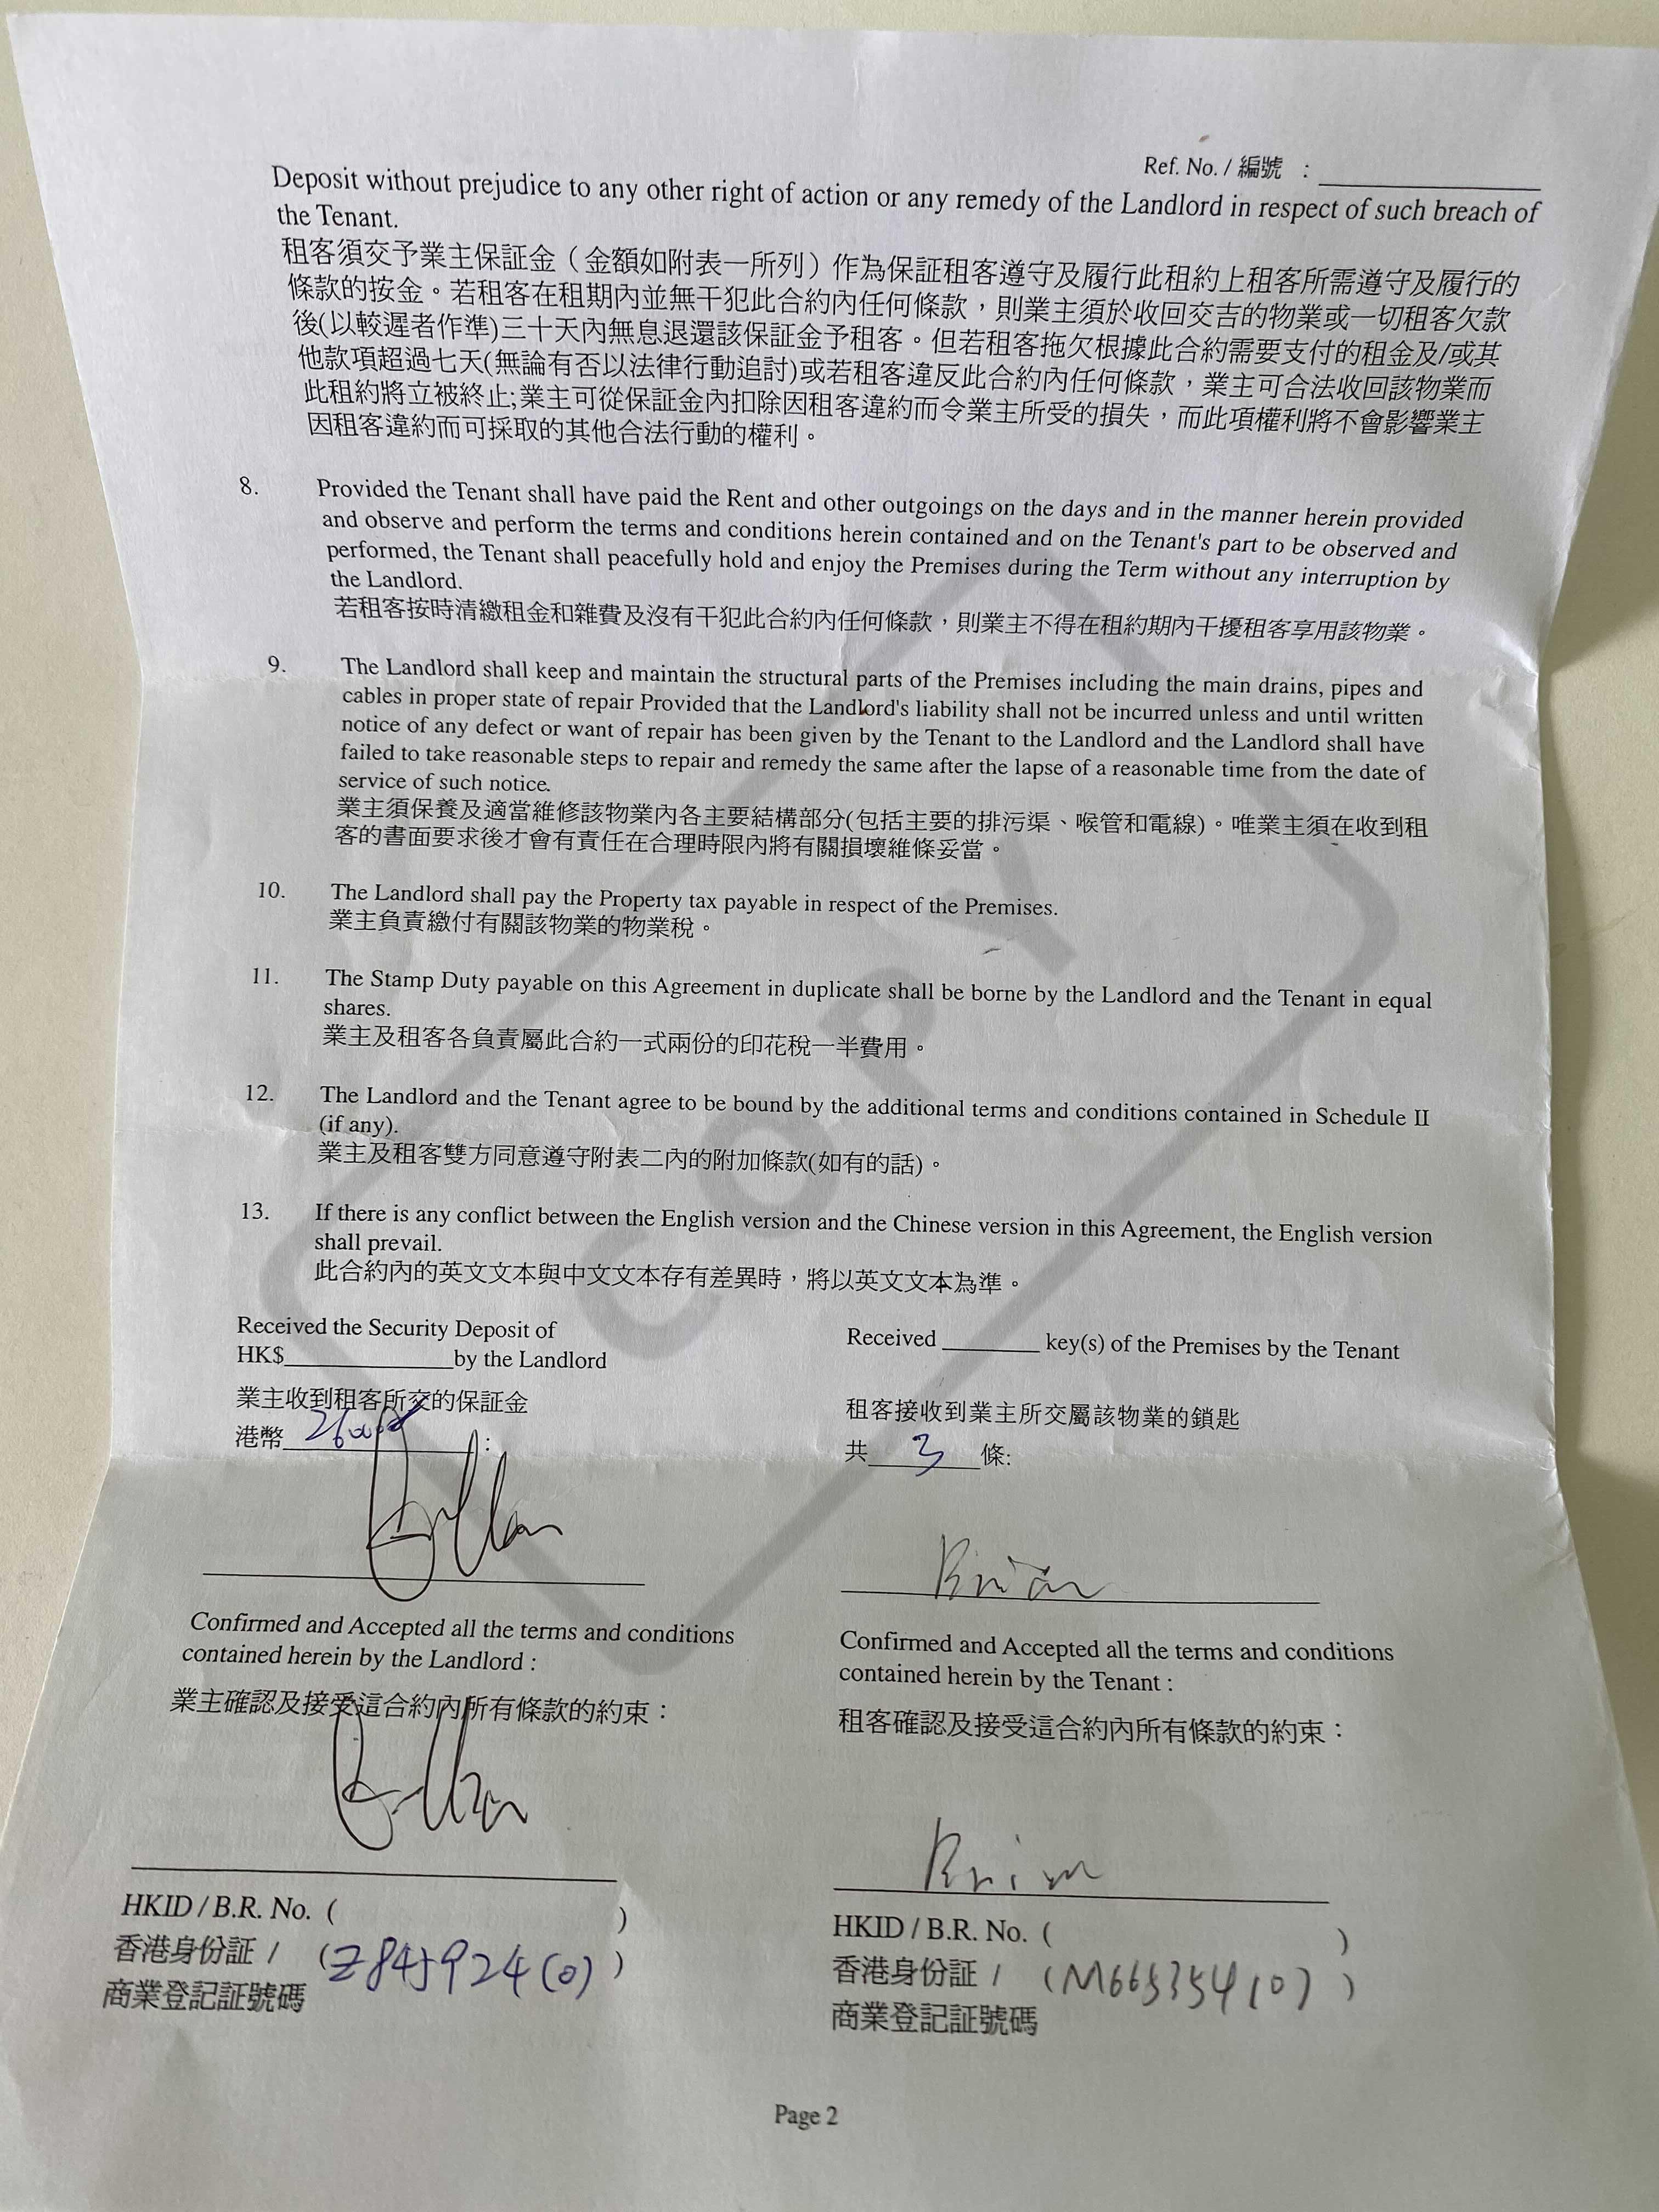 Ref. No. / 編號 :
Deposit without prejudice to any other right of action or any remedy of the Landlord in respect of such breach of
the Tenant.
租客須交予業主保証金（金額如附表一所列）作為保証租客遵守及履行此租約上租客所需遵守及履行的
條款的按金。若租客在租期內並無干犯此合約內任何條款，則業主須於收回交吉的物業或一切租客欠款
後(以較遲者作準)三十天內無息退還該保証金予租客。但若租客拖欠根據此合約需要支付的租金及/或其
他款項超過七天(無論有否以法律行動追討)或若租客違反此合約內任何條款，業主可合法收回該物業而
此租約將立被終止;業主可從保証金內扣除因租客違約而令業主所受的損失，而此項權利將不會影響業主
因租客違約而可採取的其他合法行動的權利。
8. Provided the Tenant shall have paid the Rent and other outgoings on the days and in the manner herein provided
and observe and perform the terms and conditions herein contained and on the Tenant's part to be observed and
performed, the Tenant shall peacefully hold and enjoy the Premises during the Term without any interruption by
the Landlord.
若租客按時清繳租金和雜費及沒有干犯此合約內任何條款，則業主不得在租約期內干擾租客享用該物業。
9. The Landlord shall keep and maintain the structural parts of the Premises including the main drains, pipes and
cables in proper state of repair Provided that the Landlord's liability shall not be incurred unless and until written
notice of any defect or want of repair has been given by the Tenant to the Landlord and the Landlord shall have
failed to take reasonable steps to repair and remedy the same after the lapse of a reasonable time from the date of
service of such notice.
業主須保養及適當維修該物業內各主要結構部分(包括主要的排污渠、喉管和電線)。唯業主須在收到租
客的書面要求後才會有責任在合理時限內將有關損壞維條妥當。
10. The Landlord shall pay the Property tax payable in respect of the Premises.
業主負責繳付有關該物業的物業稅。
11. The Stamp Duty payable on this Agreement in duplicate shall be borne by the Landlord and the Tenant in equal
shares.
業主及租客各負責屬此合約一式兩份的印花稅一半費用。
12. The Landlord and the Tenant agree to be bound by the additional terms and conditions contained in Schedule II
(if any).
業主及租客雙方同意遵守附表二內的附加條款(如有的話)。
13. If there is any conflict between the English version and the Chinese version in this Agreement, the English version
shall prevail.
此合約內的英文文本與中文文本存有差異時，將以英文文本為準。
COPY
Received the Security Deposit of
HK$ by the Landlord
業主收到租客所交的保証金
港幣 :
Received key(s) of the Premises by the Tenant
租客接收到業主所交屬該物業的鎖匙
共 3 條:
Brian
Confirmed and Accepted all the terms and conditions
contained herein by the Landlord :
業主確認及接受這合約內所有條款的約束：
Confirmed and Accepted all the terms and conditions
contained herein by the Tenant :
租客確認及接受這合約內所有條款的約束：
Brian
HKID / B.R. No. ( )
香港身份証 / (Z845924(0))
商業登記証號碼
HKID / B.R. No. ( )
香港身份証 / (M665354(0))
商業登記証號碼
Page 2